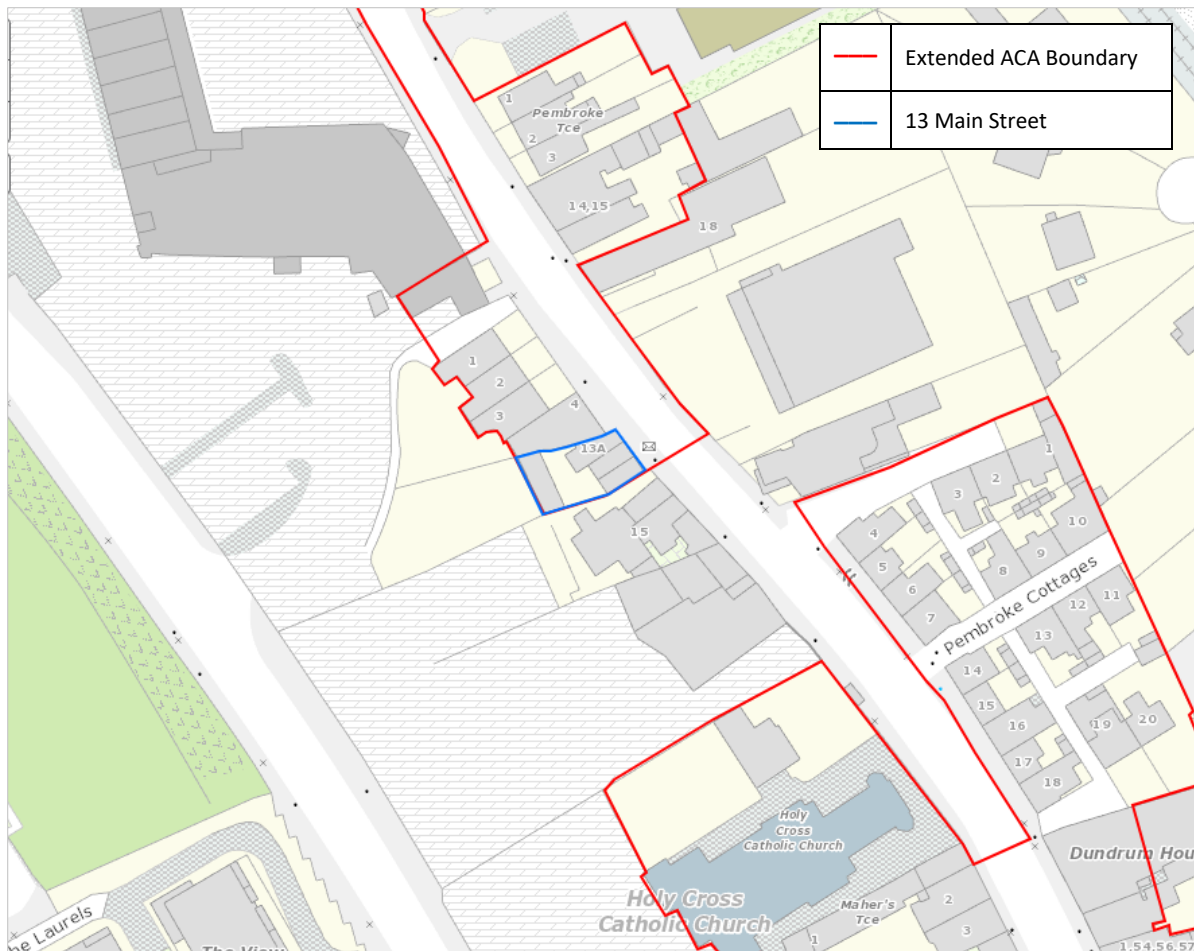 Extended ACA Boundary
13 Main Street
1
Pembroke
Tce
2
3
14,15
18
1
2
3
4
13A
15
1
2
3
4
10
5
9
8
6
11
12
7
Pembroke Cottages
13
14
15
16
19
20
17
18
Holy
Cross
Catholic Church
Dundrum Hou
Holy Cross
Catholic Church
Maher's
Tce
2
3
1
1,54,56,5
he Laurels
The View